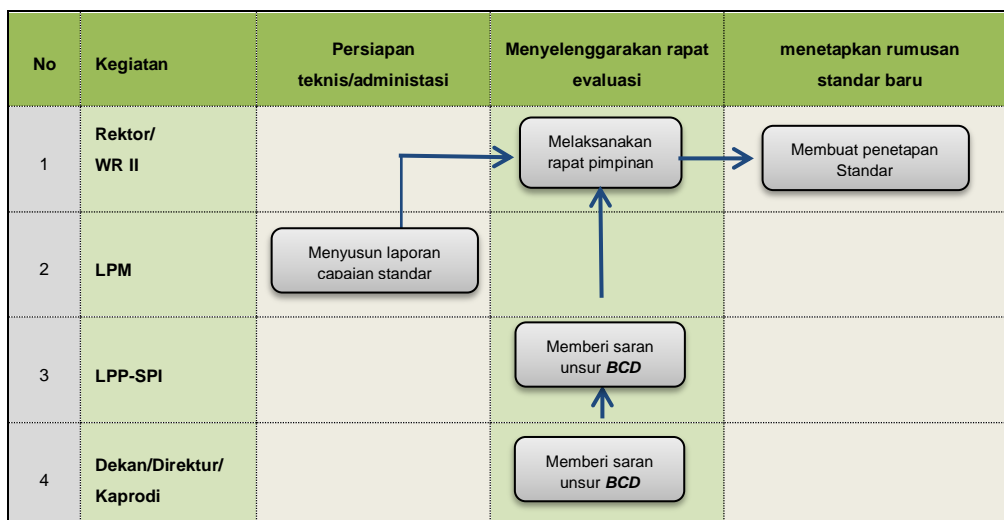 No
Kegiatan
Persiapan
teknis/administasi
Menyelenggarakan rapat
evaluasi
menetapkan rumusan
standar baru
1
Rektor/
WR II
Melaksanakan
rapat pimpinan
Membuat penetapan
Standar
2
LPM
Menyusun laporan
capaian standar
3
LPP-SPI
Memberi saran
unsur BCD
4
Dekan/Direktur/
Kaprodi
Memberi saran
unsur BCD